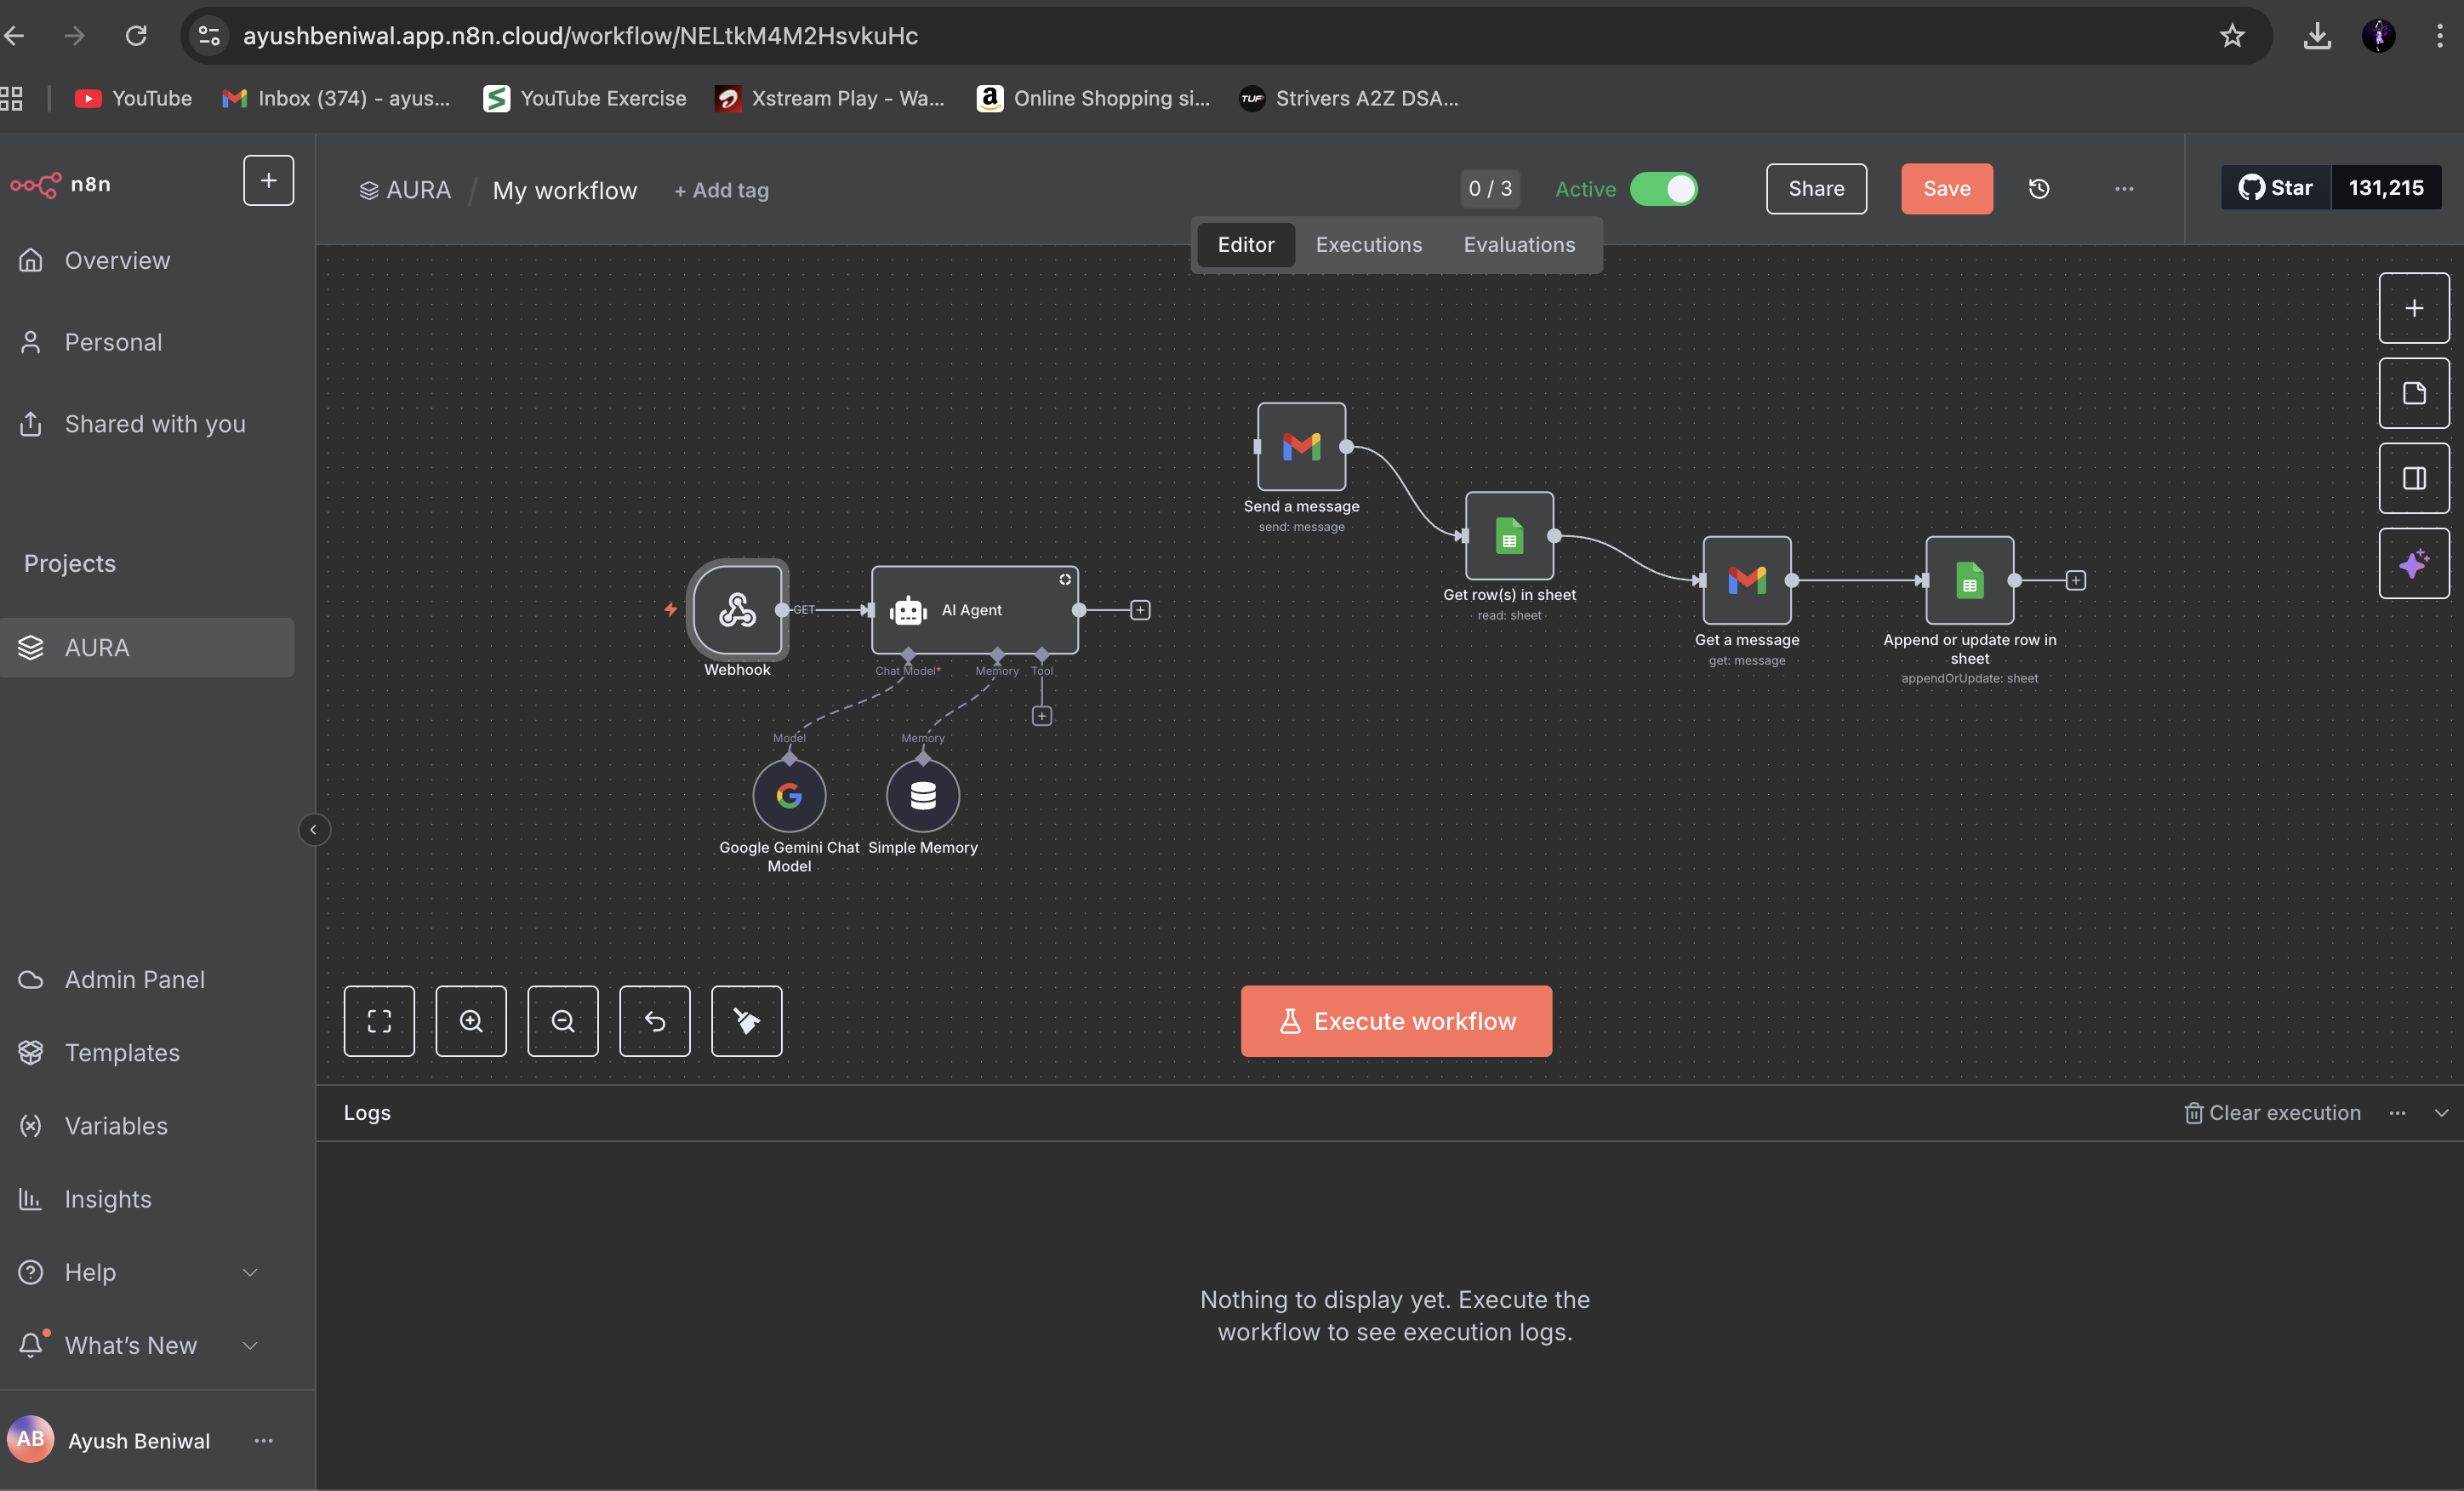 ayushbeniwal.app.n8n.cloud/workflow/NELtkM4M2HsvkuHc
YouTube
Inbox (374) - ayus...
YouTube Exercise
Xstream Play - Wa...
Online Shopping si...
TUF
Strivers A2Z DSA...
n8n
AURA / My workflow
+ Add tag
0 / 3
Active
Share
Save
Star
131,215
Editor
Executions
Evaluations
Overview
Personal
Shared with you
Projects
AURA
Send a message
send: message
Get row(s) in sheet
read: sheet
Get a message
get: message
Append or update row in
sheet
appendOrUpdate: sheet
GET
AI Agent
Webhook
Chat Model*
Memory
Tool
Model
Memory
Google Gemini Chat
Model
Simple Memory
Admin Panel
Templates
Variables
Insights
Help
What's New
AB
Ayush Beniwal
Execute workflow
Logs
Clear execution
Nothing to display yet. Execute the
workflow to see execution logs.